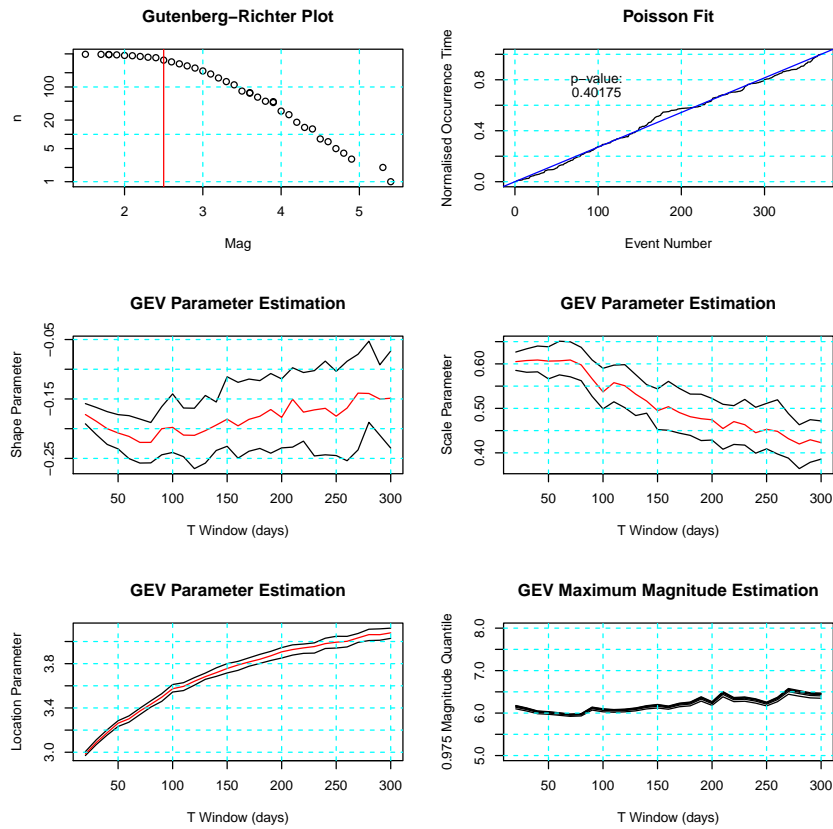 Gutenberg−Richter Plot
n
100
20
5
1
2 3 4 5
Mag
Poisson Fit
Normalised Occurrence Time
0.8
0.4
0.0
p−value:
0.40175
0 100 200 300
Event Number
GEV Parameter Estimation
Shape Parameter
−0.05
−0.15
−0.25
50 100 150 200 250 300
T Window (days)
GEV Parameter Estimation
Scale Parameter
0.60
0.50
0.40
50 100 150 200 250 300
T Window (days)
GEV Parameter Estimation
Location Parameter
3.8
3.4
3.0
50 100 150 200 250 300
T Window (days)
GEV Maximum Magnitude Estimation
0.975 Magnitude Quantile
8.0
7.0
6.0
5.0
50 100 150 200 250 300
T Window (days)